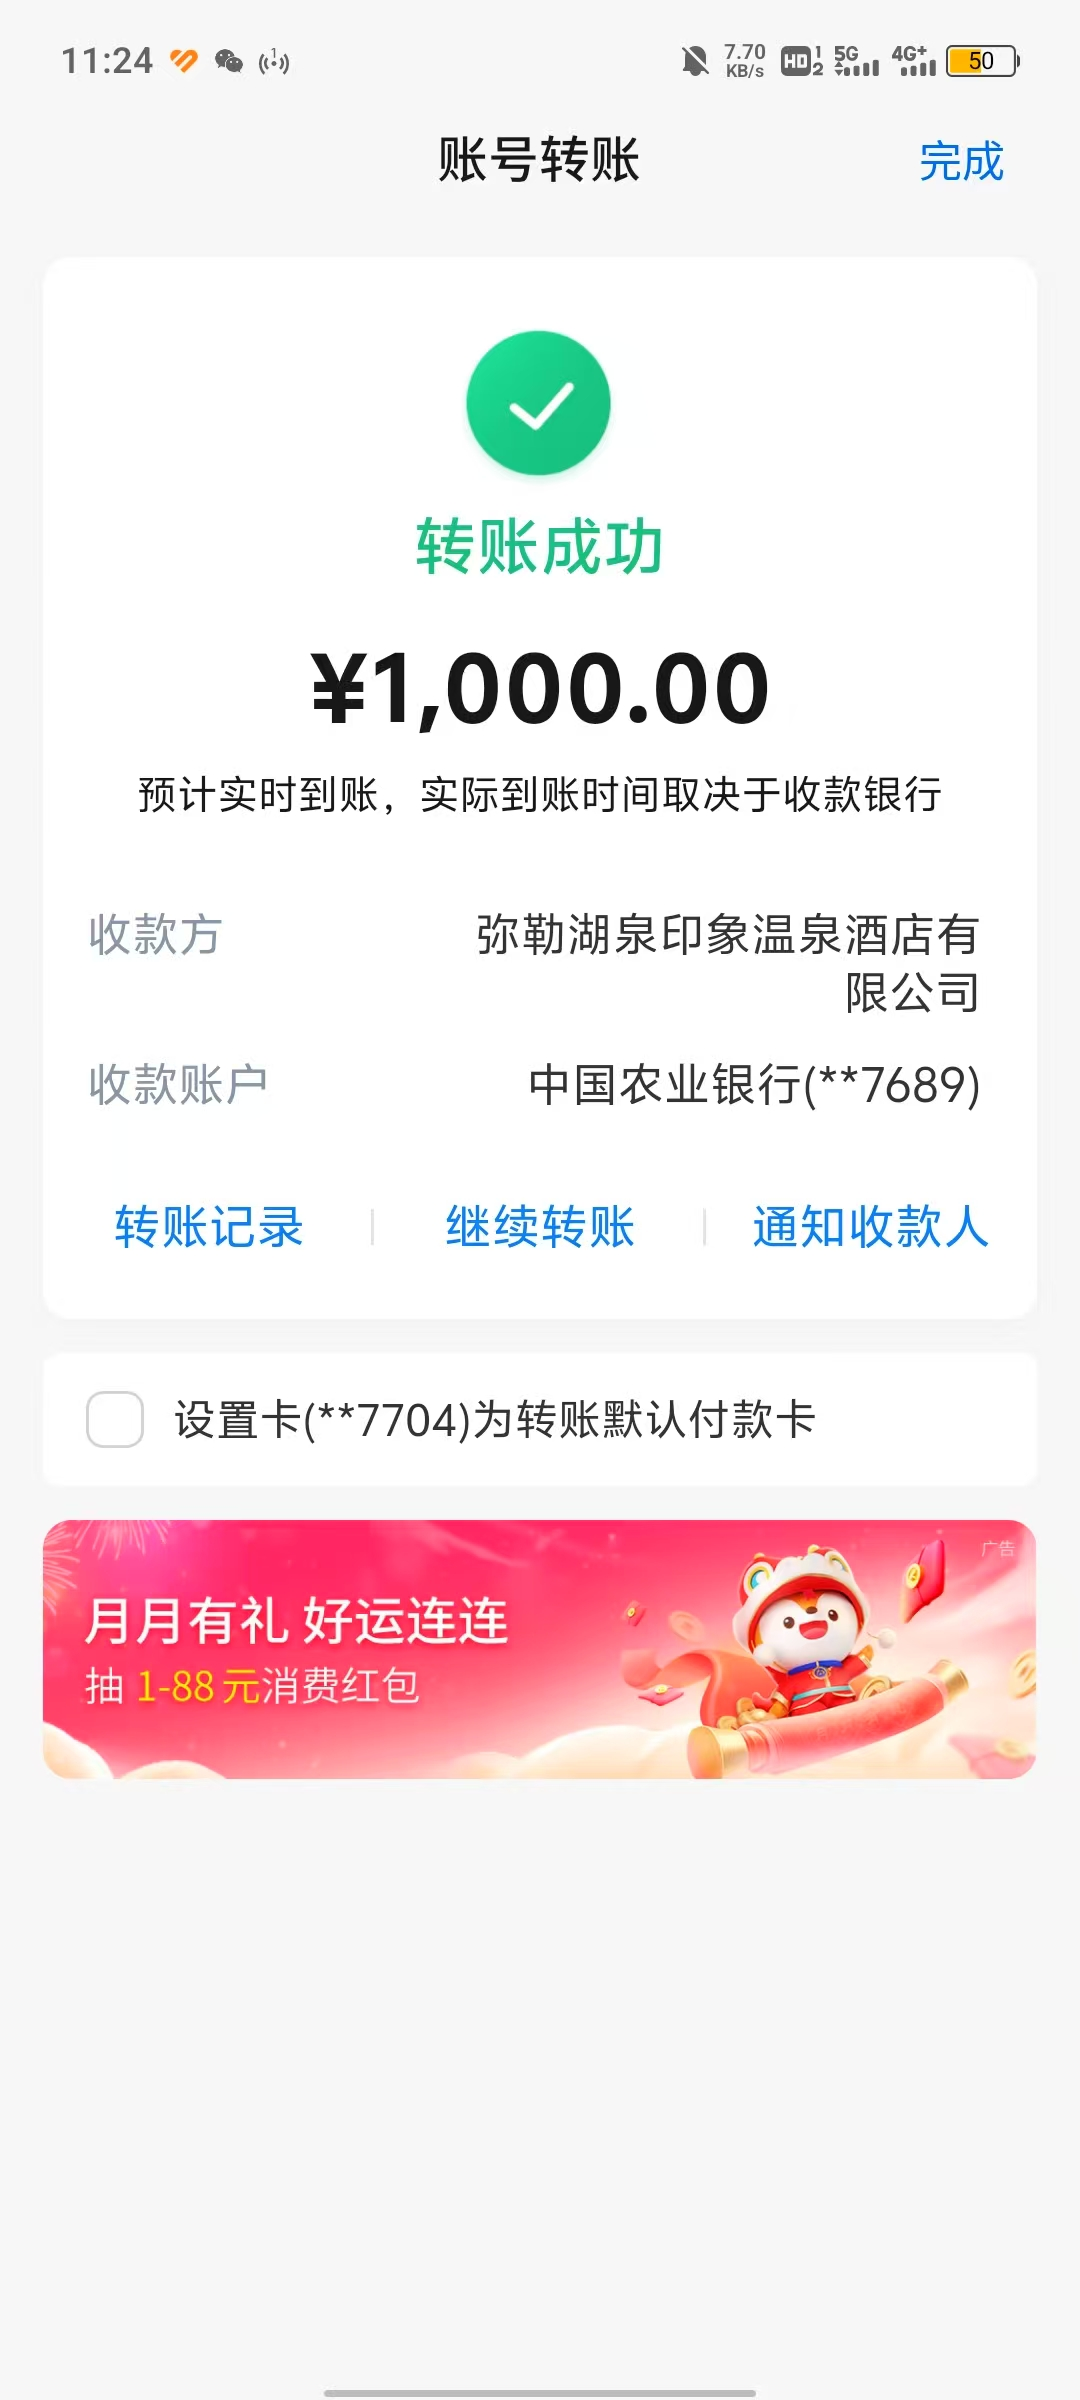 11:24
7.70 KB/s HD 1 2 5G 4G+ 50
账号转账
完成
转账成功
¥1,000.00
预计实时到账，实际到账时间取决于收款银行
收款方 弥勒湖泉印象温泉酒店有
限公司
收款账户 中国农业银行(**7689)
转账记录 继续转账 通知收款人
设置卡(**7704)为转账默认付款卡
广告
月月有礼 好运连连
抽 1-88 元消费红包